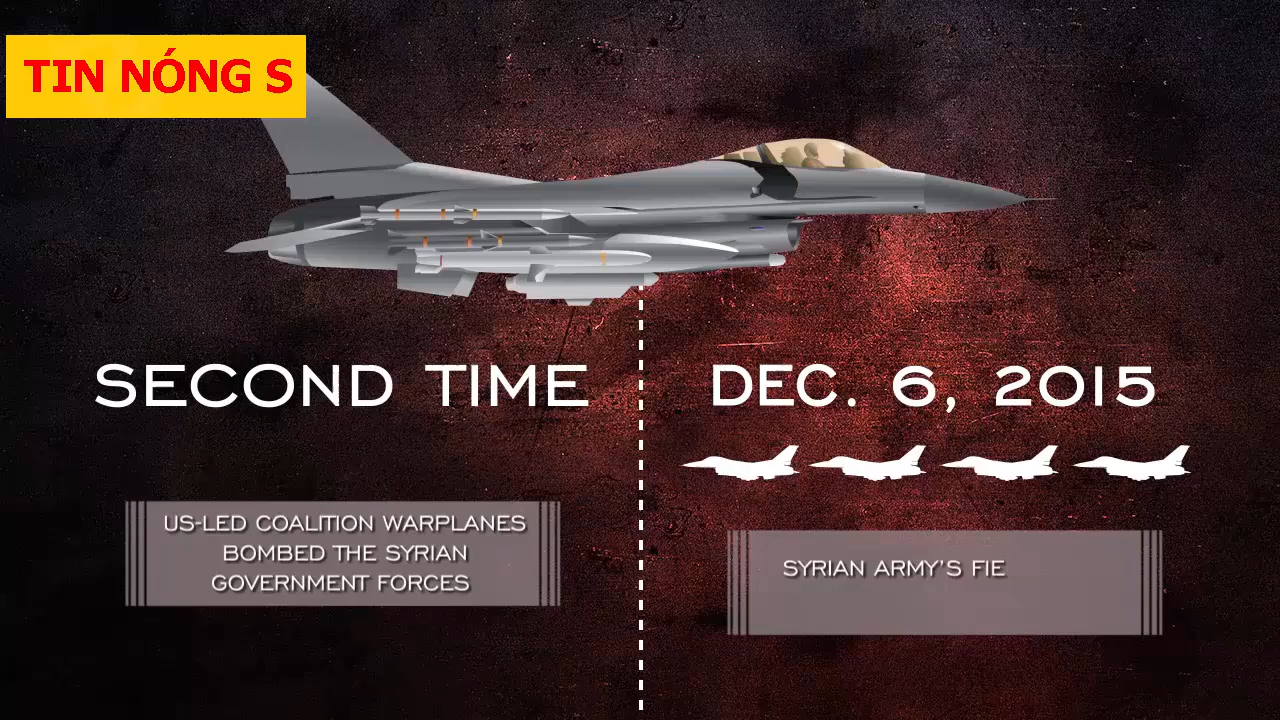 TIN NÓNG S
SECOND TIME
DEC. 6, 2015
US-LED COALITION WARPLANES
BOMBED THE SYRIAN
GOVERNMENT FORCES
SYRIAN ARMY'S FIE